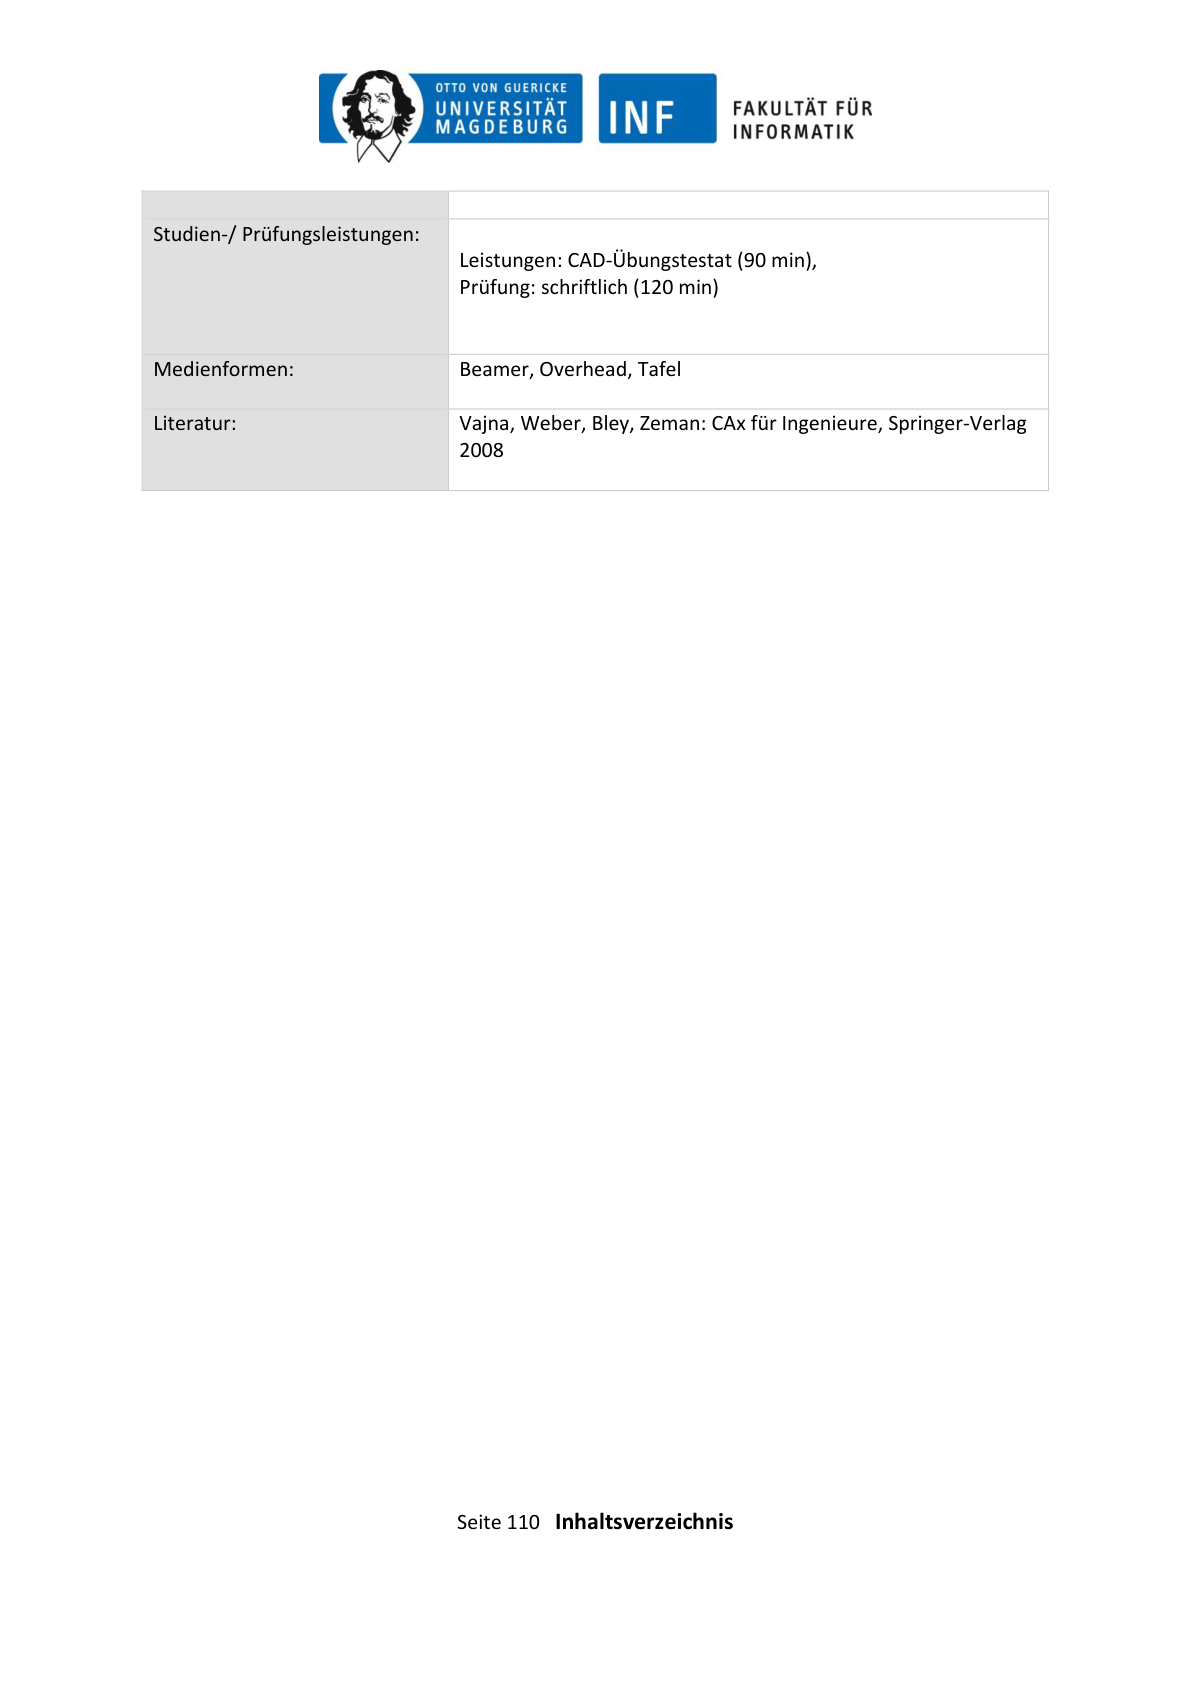 OTTO VON GUERICKE
UNIVERSITÄT
MAGDEBURG
INF
FAKULTÄT FÜR
INFORMATIK
Studien-/ Prüfungsleistungen:
Leistungen: CAD-Übungstestat (90 min),
Prüfung: schriftlich (120 min)
Medienformen:
Beamer, Overhead, Tafel
Literatur:
Vajna, Weber, Bley, Zeman: CAx für Ingenieure, Springer-Verlag
2008
Seite 110 Inhaltsverzeichnis